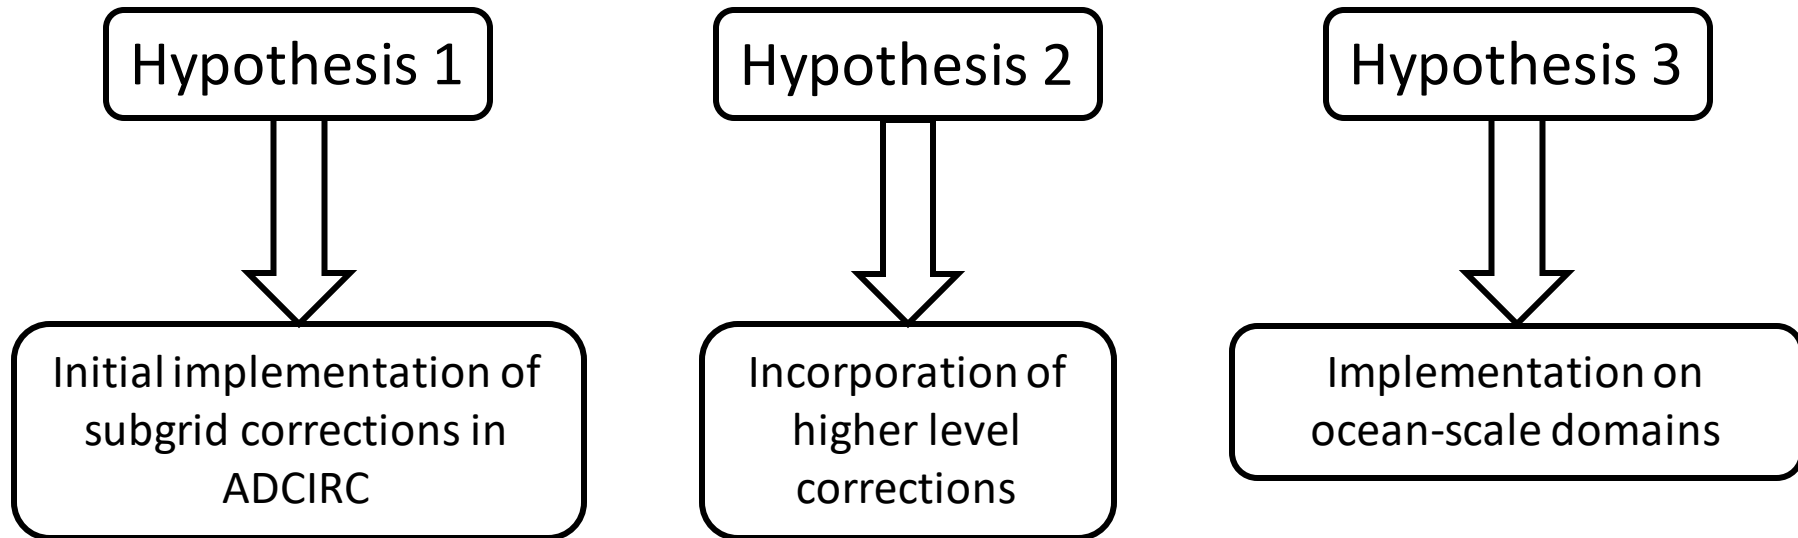 Hypothesis 1
Hypothesis 2
Hypothesis 3
Initial implementation of
subgrid corrections in
ADCIRC
Incorporation of
higher level
corrections
Implementation on
ocean-scale domains